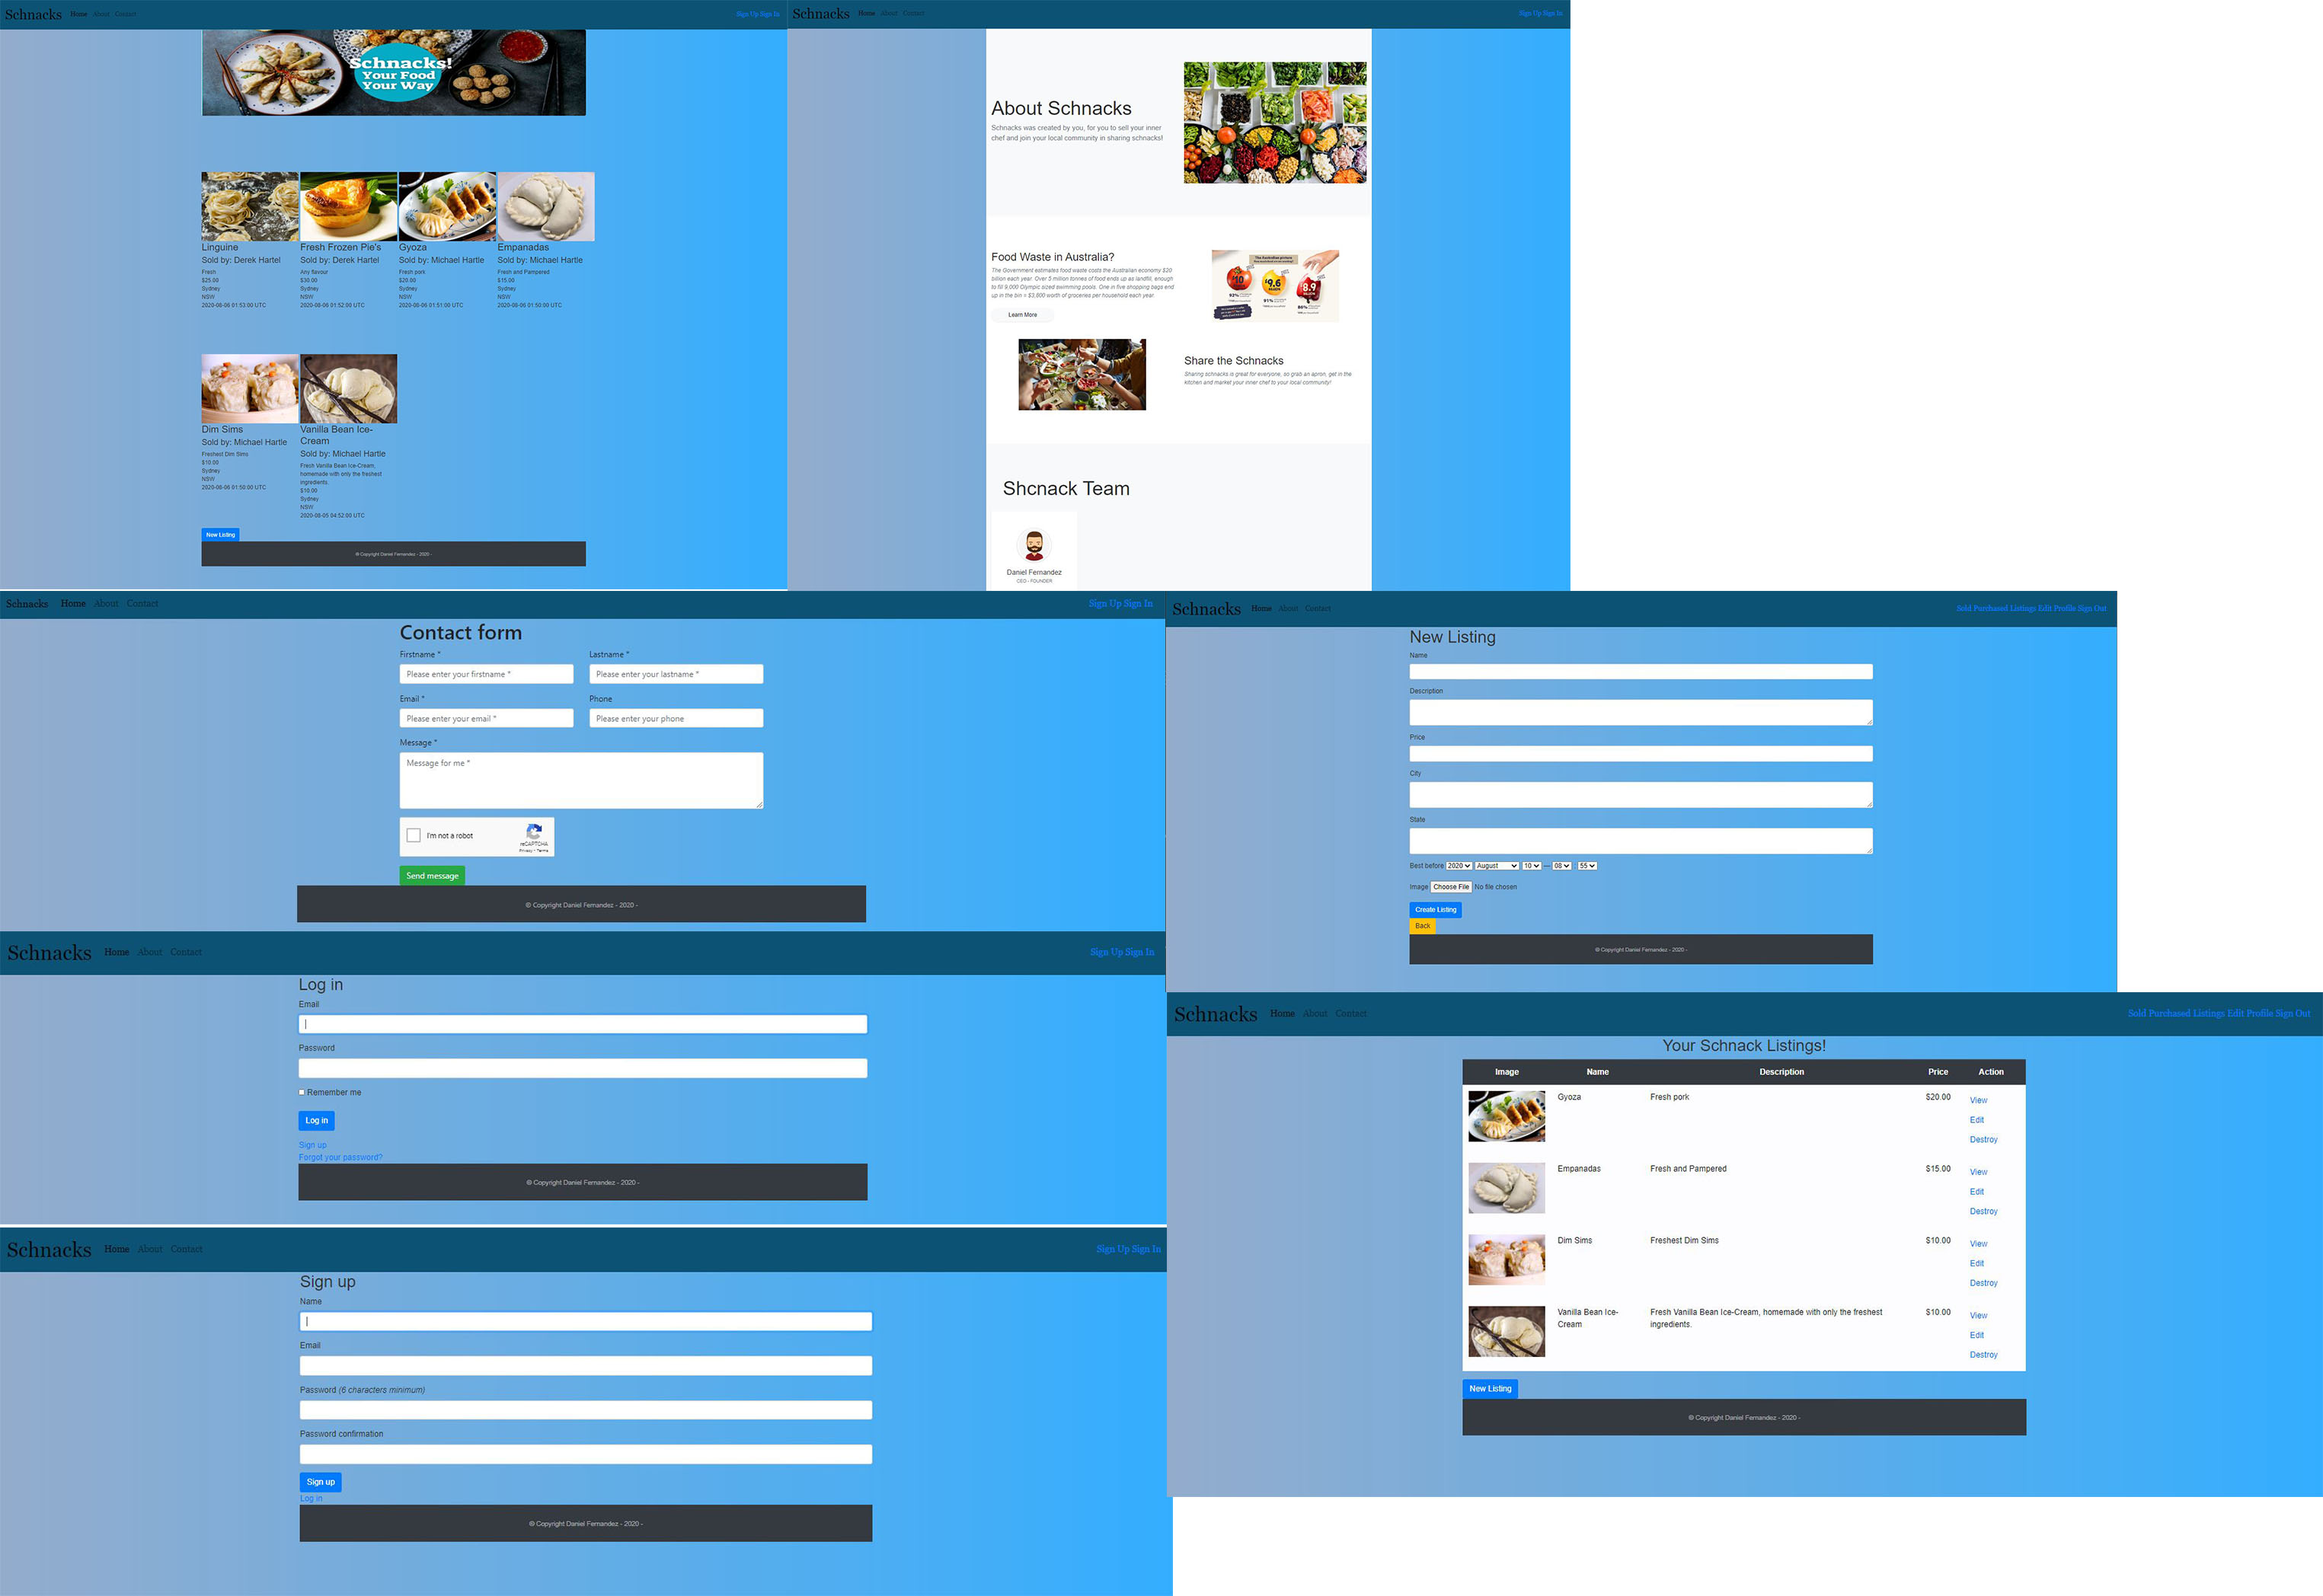 Schnacks Home About Contact Sign Up Sign In
Schnacks!
Your Food
Your Way
Linguine
Sold by: Derek Hartel
Fresh
$25.00
Sydney
NSW
2020-08-06 01:53:00 UTC
Fresh Frozen Pie's
Sold by: Derek Hartel
Any flavour
$30.00
Sydney
NSW
2020-08-06 01:52:00 UTC
Gyoza
Sold by: Michael Hartle
Fresh pork
$20.00
Sydney
NSW
2020-08-06 01:51:00 UTC
Empanadas
Sold by: Michael Hartle
Fresh and Pampered
$15.00
Sydney
NSW
2020-08-06 01:50:00 UTC
Dim Sims
Sold by: Michael Hartle
Freshest Dim Sims
$10.00
Sydney
NSW
2020-08-06 01:50:00 UTC
Vanilla Bean Ice-
Cream
Sold by: Michael Hartle
Fresh Vanilla Bean Ice-Cream,
homemade with only the freshest
ingredients.
$10.00
Sydney
NSW
2020-08-05 04:52:00 UTC
New Listing
© Copyright Daniel Fernandez - 2020 -
Schnacks Home About Contact Sign Up Sign In
About Schnacks
Schnacks was created by you, for you to sell your inner
chef and join your local community in sharing schnacks!
Food Waste in Australia?
The Government estimates food waste costs the Australian economy $20
billion each year. Over 5 million tonnes of food ends up as landfill, enough
to fill 9,000 Olympic sized swimming pools. One in five shopping bags end
up in the bin = $3,800 worth of groceries per household each year.
Learn More
The Australian picture
$10
$9.6
$8.9
Share the Schnacks
Sharing schnacks is great for everyone, so grab an apron, get in the
kitchen and market your inner chef to your local community!
Shcnack Team
Daniel Fernandez
CEO - FOUNDER
Schnacks Home About Contact Sign Up Sign In
Contact form
Firstname * Lastname *
Please enter your firstname * Please enter your lastname *
Email * Phone
Please enter your email * Please enter your phone
Message *
Message for me *
I'm not a robot
reCAPTCHA
Privacy - Terms
Send message
© Copyright Daniel Fernandez - 2020 -
Schnacks Home About Contact Sold Purchased Listings Edit Profile Sign Out
New Listing
Name
Description
Price
City
State
Best before 2020 August 10 — 08 : 55
Image Choose File No file chosen
Create Listing
Back
© Copyright Daniel Fernandez - 2020 -
Schnacks Home About Contact Sign Up Sign In
Log in
Email
Password
Remember me
Log in
Sign up
Forgot your password?
© Copyright Daniel Fernandez - 2020 -
Schnacks Home About Contact Sold Purchased Listings Edit Profile Sign Out
Your Schnack Listings!
Image Name Description Price Action
Gyoza Fresh pork $20.00 View
Edit
Destroy
Empanadas Fresh and Pampered $15.00 View
Edit
Destroy
Dim Sims Freshest Dim Sims $10.00 View
Edit
Destroy
Vanilla Bean Ice- Fresh Vanilla Bean Ice-Cream, homemade with only the freshest $10.00 View
Cream ingredients.
Edit
Destroy
New Listing
© Copyright Daniel Fernandez - 2020 -
Schnacks Home About Contact Sign Up Sign In
Sign up
Name
Email
Password (6 characters minimum)
Password confirmation
Sign up
Log in
© Copyright Daniel Fernandez - 2020 -